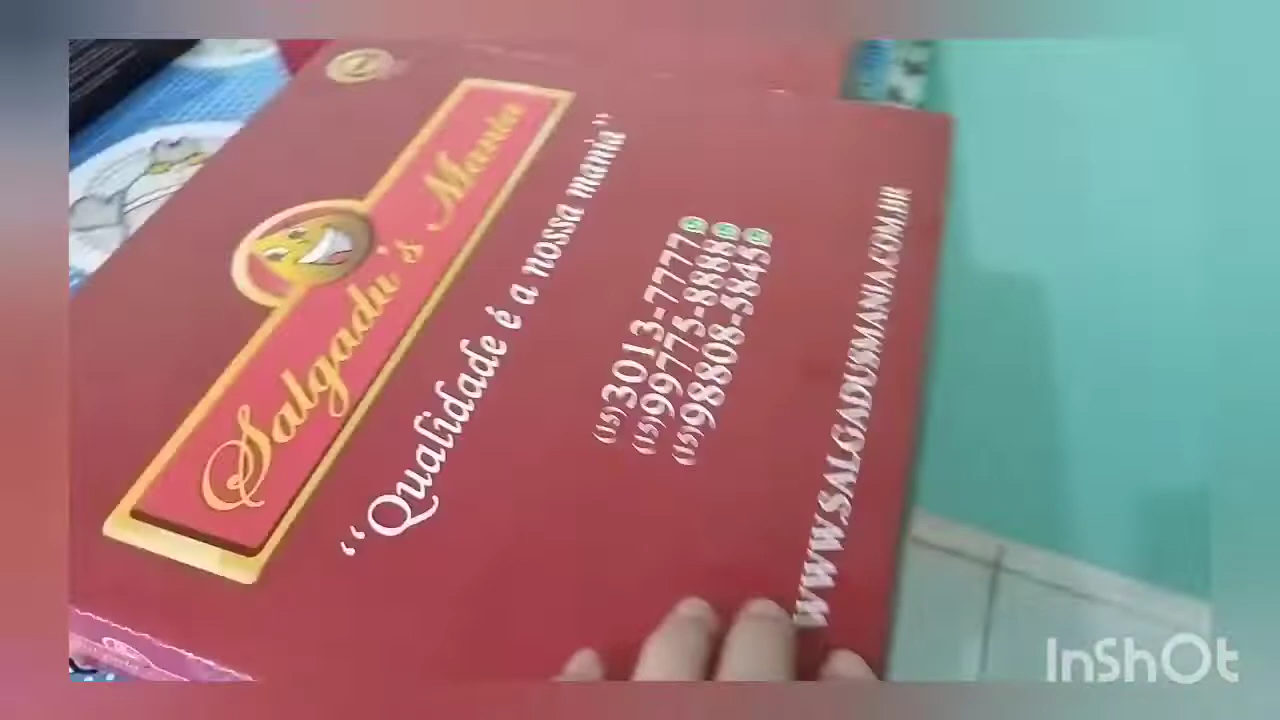 Salgadu's Mania
“Qualidade é a nossa mania”
(15)3013-7777
(15)99775-8888
(15)98808-5845
WWW.SALGADUSMANIA.COM.BR
InShOt